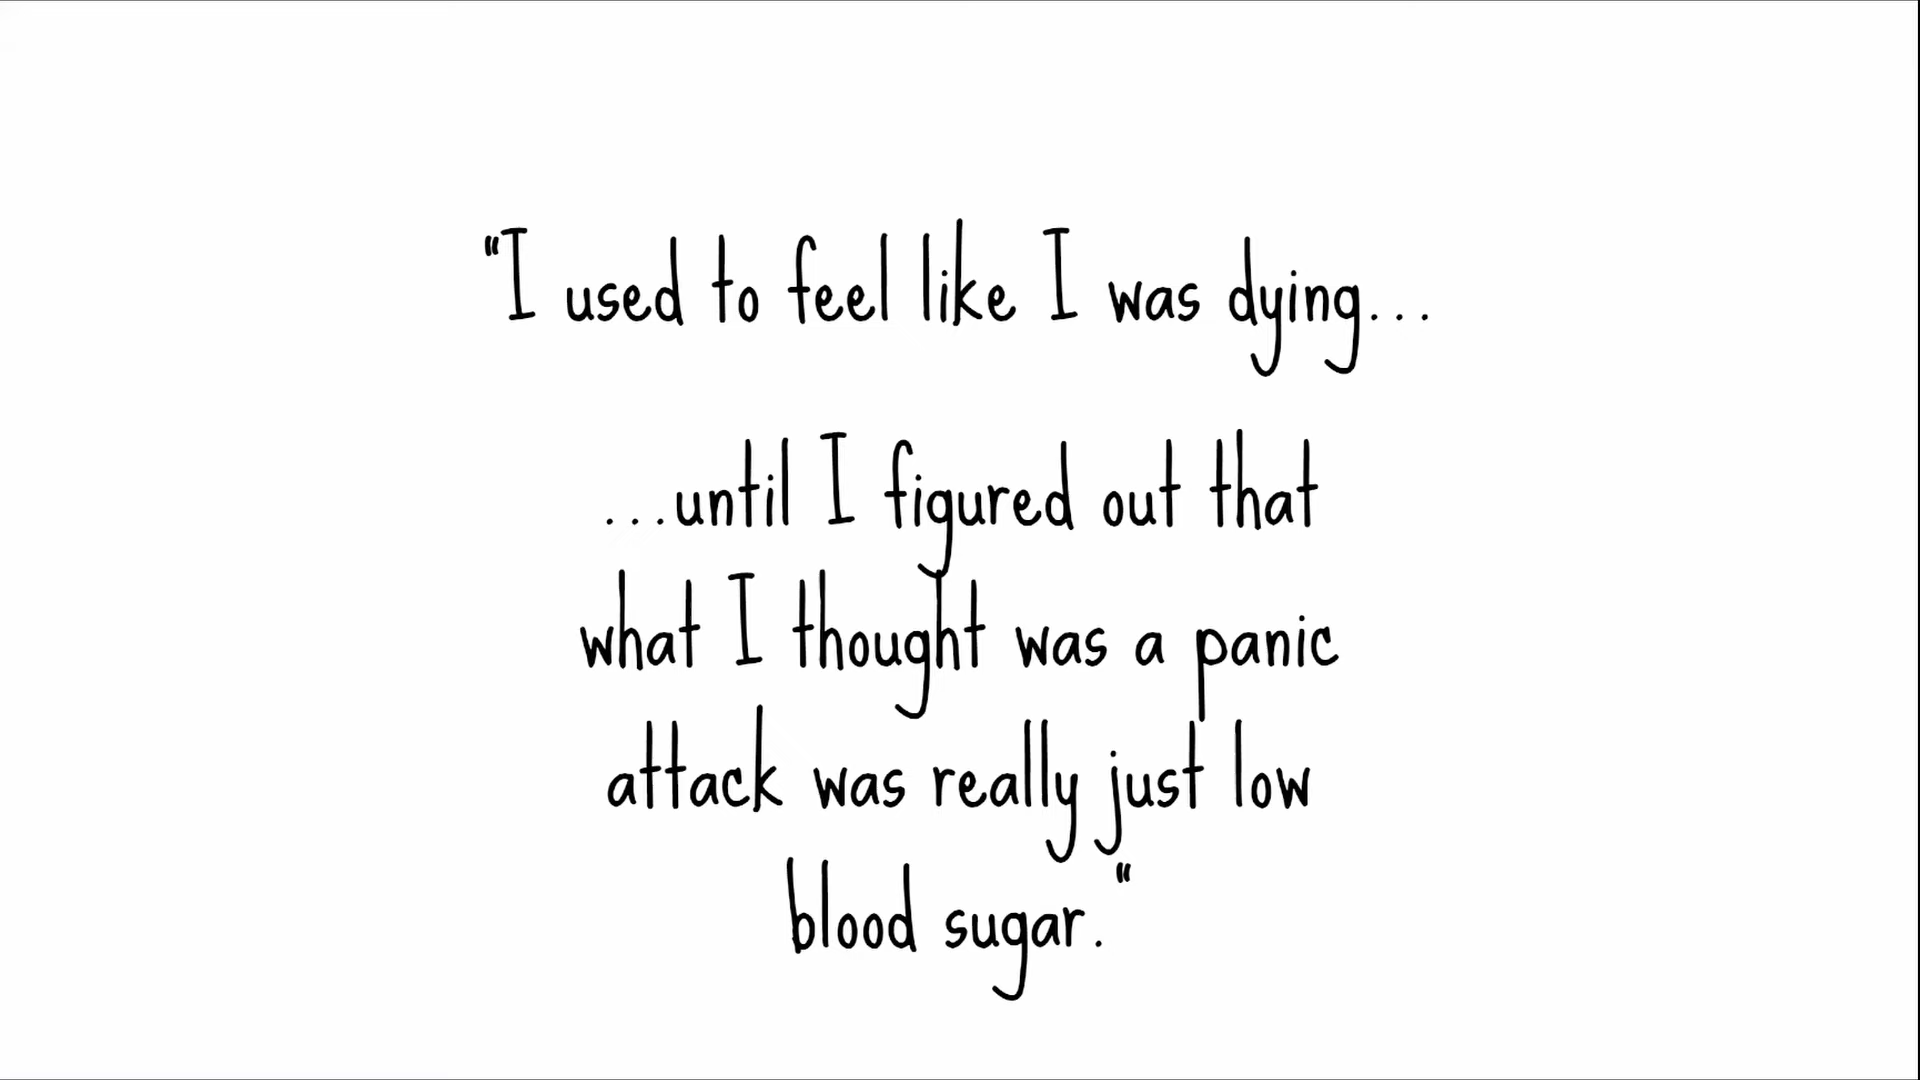 "I used to feel like I was dying...
...until I figured out that
what I thought was a panic
attack was really just low
blood sugar."